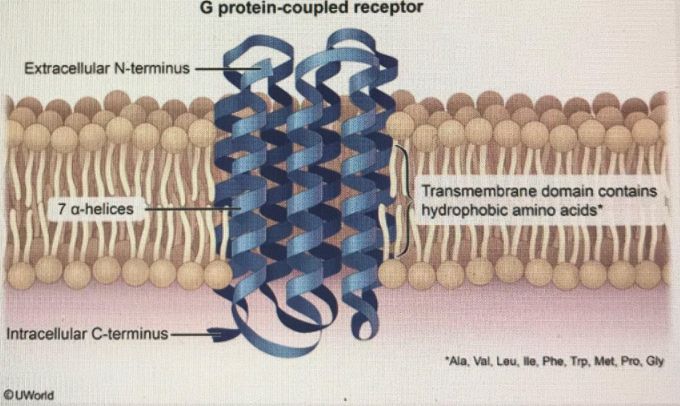 G protein-coupled receptor
Extracellular N-terminus
7 α-helices
Transmembrane domain contains
hydrophobic amino acids*
Intracellular C-terminus
*Ala, Val, Leu, Ile, Phe, Trp, Met, Pro, Gly
©UWorld